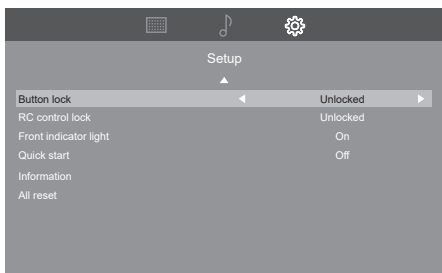 Setup
Button lock Unlocked
RC control lock Unlocked
Front indicator light On
Quick start Off
Information
All reset